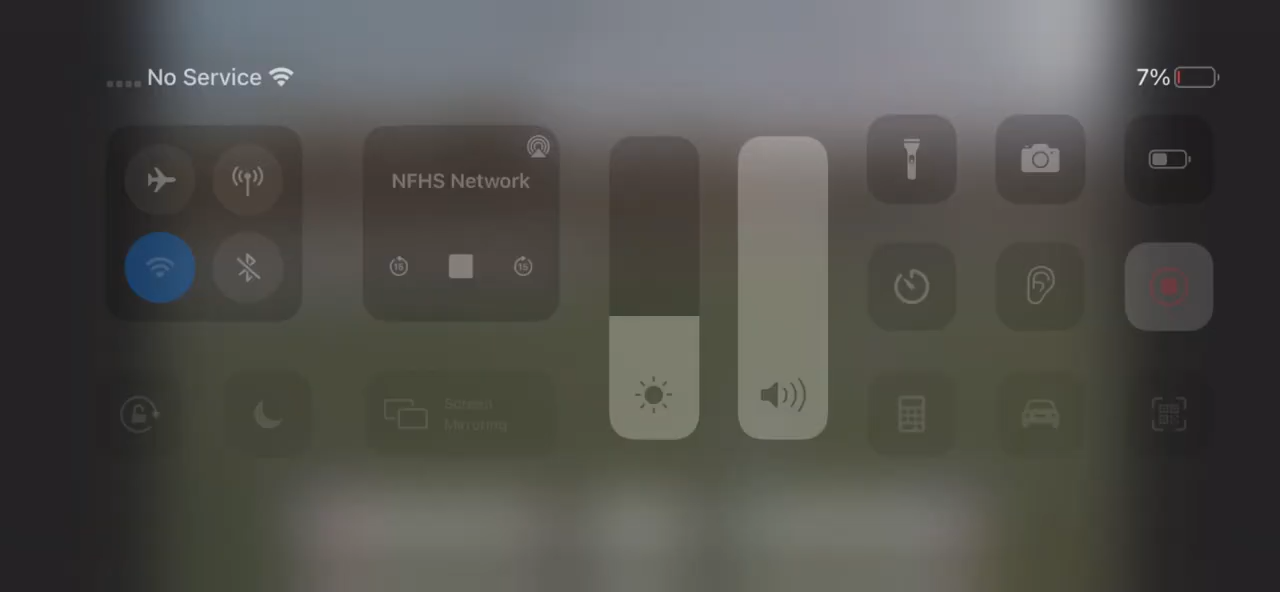 No Service
7%
NFHS Network
15
15
Screen
Mirroring